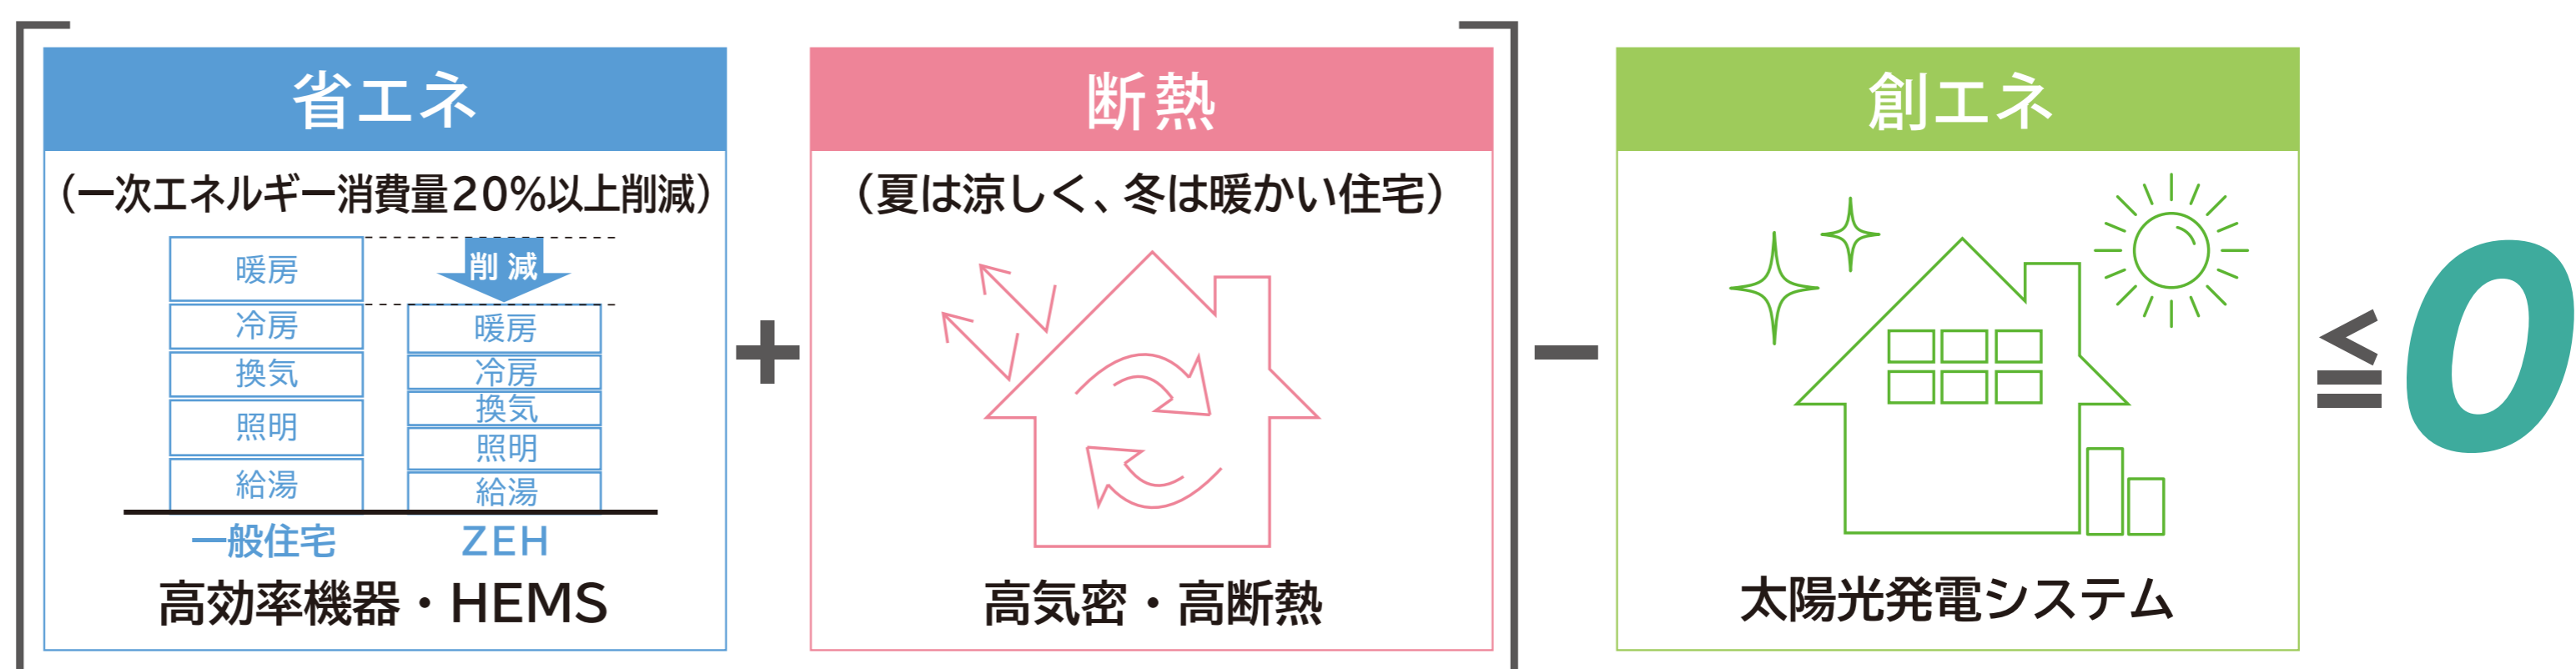 省エネ
(一次エネルギー消費量20%以上削減)
暖房
冷房
換気
照明
給湯
一般住宅
削減
暖房
冷房
換気
照明
給湯
ZEH
高効率機器・HEMS
+
断熱
(夏は涼しく、冬は暖かい住宅)
高気密・高断熱
−
創エネ
太陽光発電システム
≦0